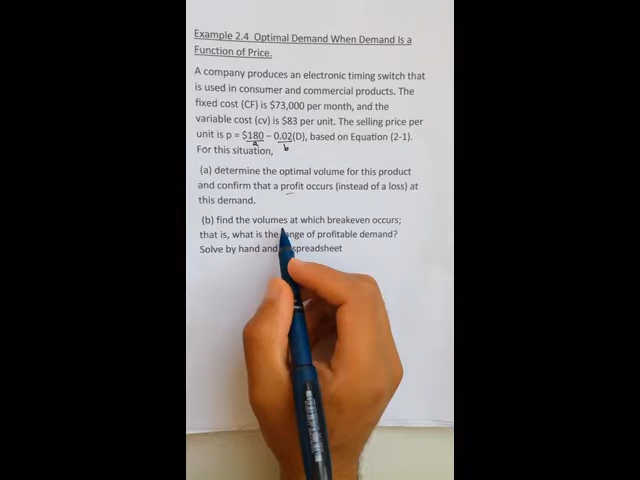 Example 2.4 Optimal Demand When Demand Is a
Function of Price.
A company produces an electronic timing switch that
is used in consumer and commercial products. The
fixed cost (CF) is $73,000 per month, and the
variable cost (cv) is $83 per unit. The selling price per
unit is p = $180 – 0.02(D), based on Equation (2-1).
a b
For this situation,
(a) determine the optimal volume for this product
and confirm that a profit occurs (instead of a loss) at
this demand.
(b) find the volumes at which breakeven occurs;
that is, what is the range of profitable demand?
Solve by hand and spreadsheet